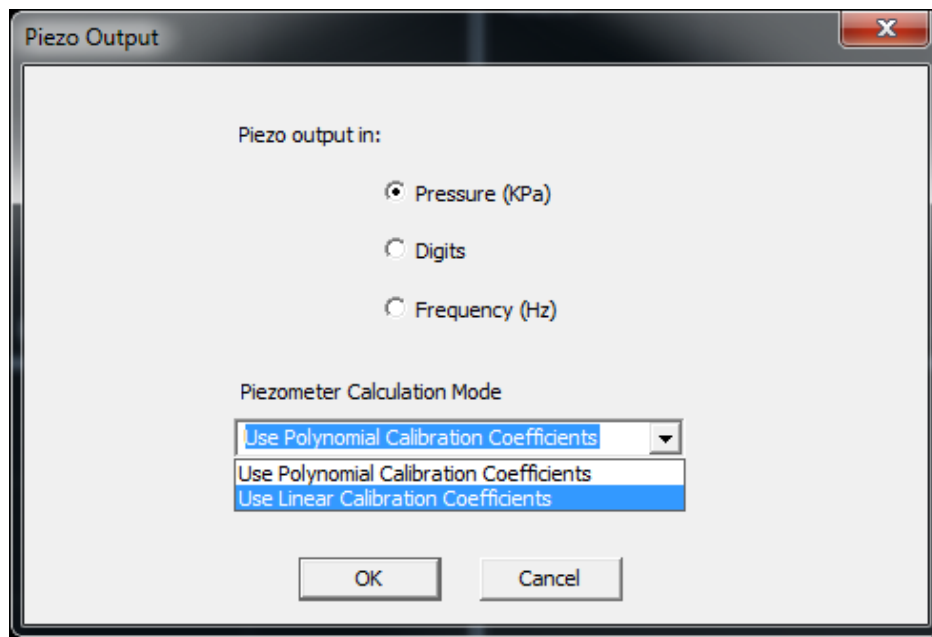 Piezo Output
Piezo output in:
Pressure (KPa)
Digits
Frequency (Hz)
Piezometer Calculation Mode
Use Polynomial Calibration Coefficients
Use Polynomial Calibration Coefficients
Use Linear Calibration Coefficients
OK Cancel